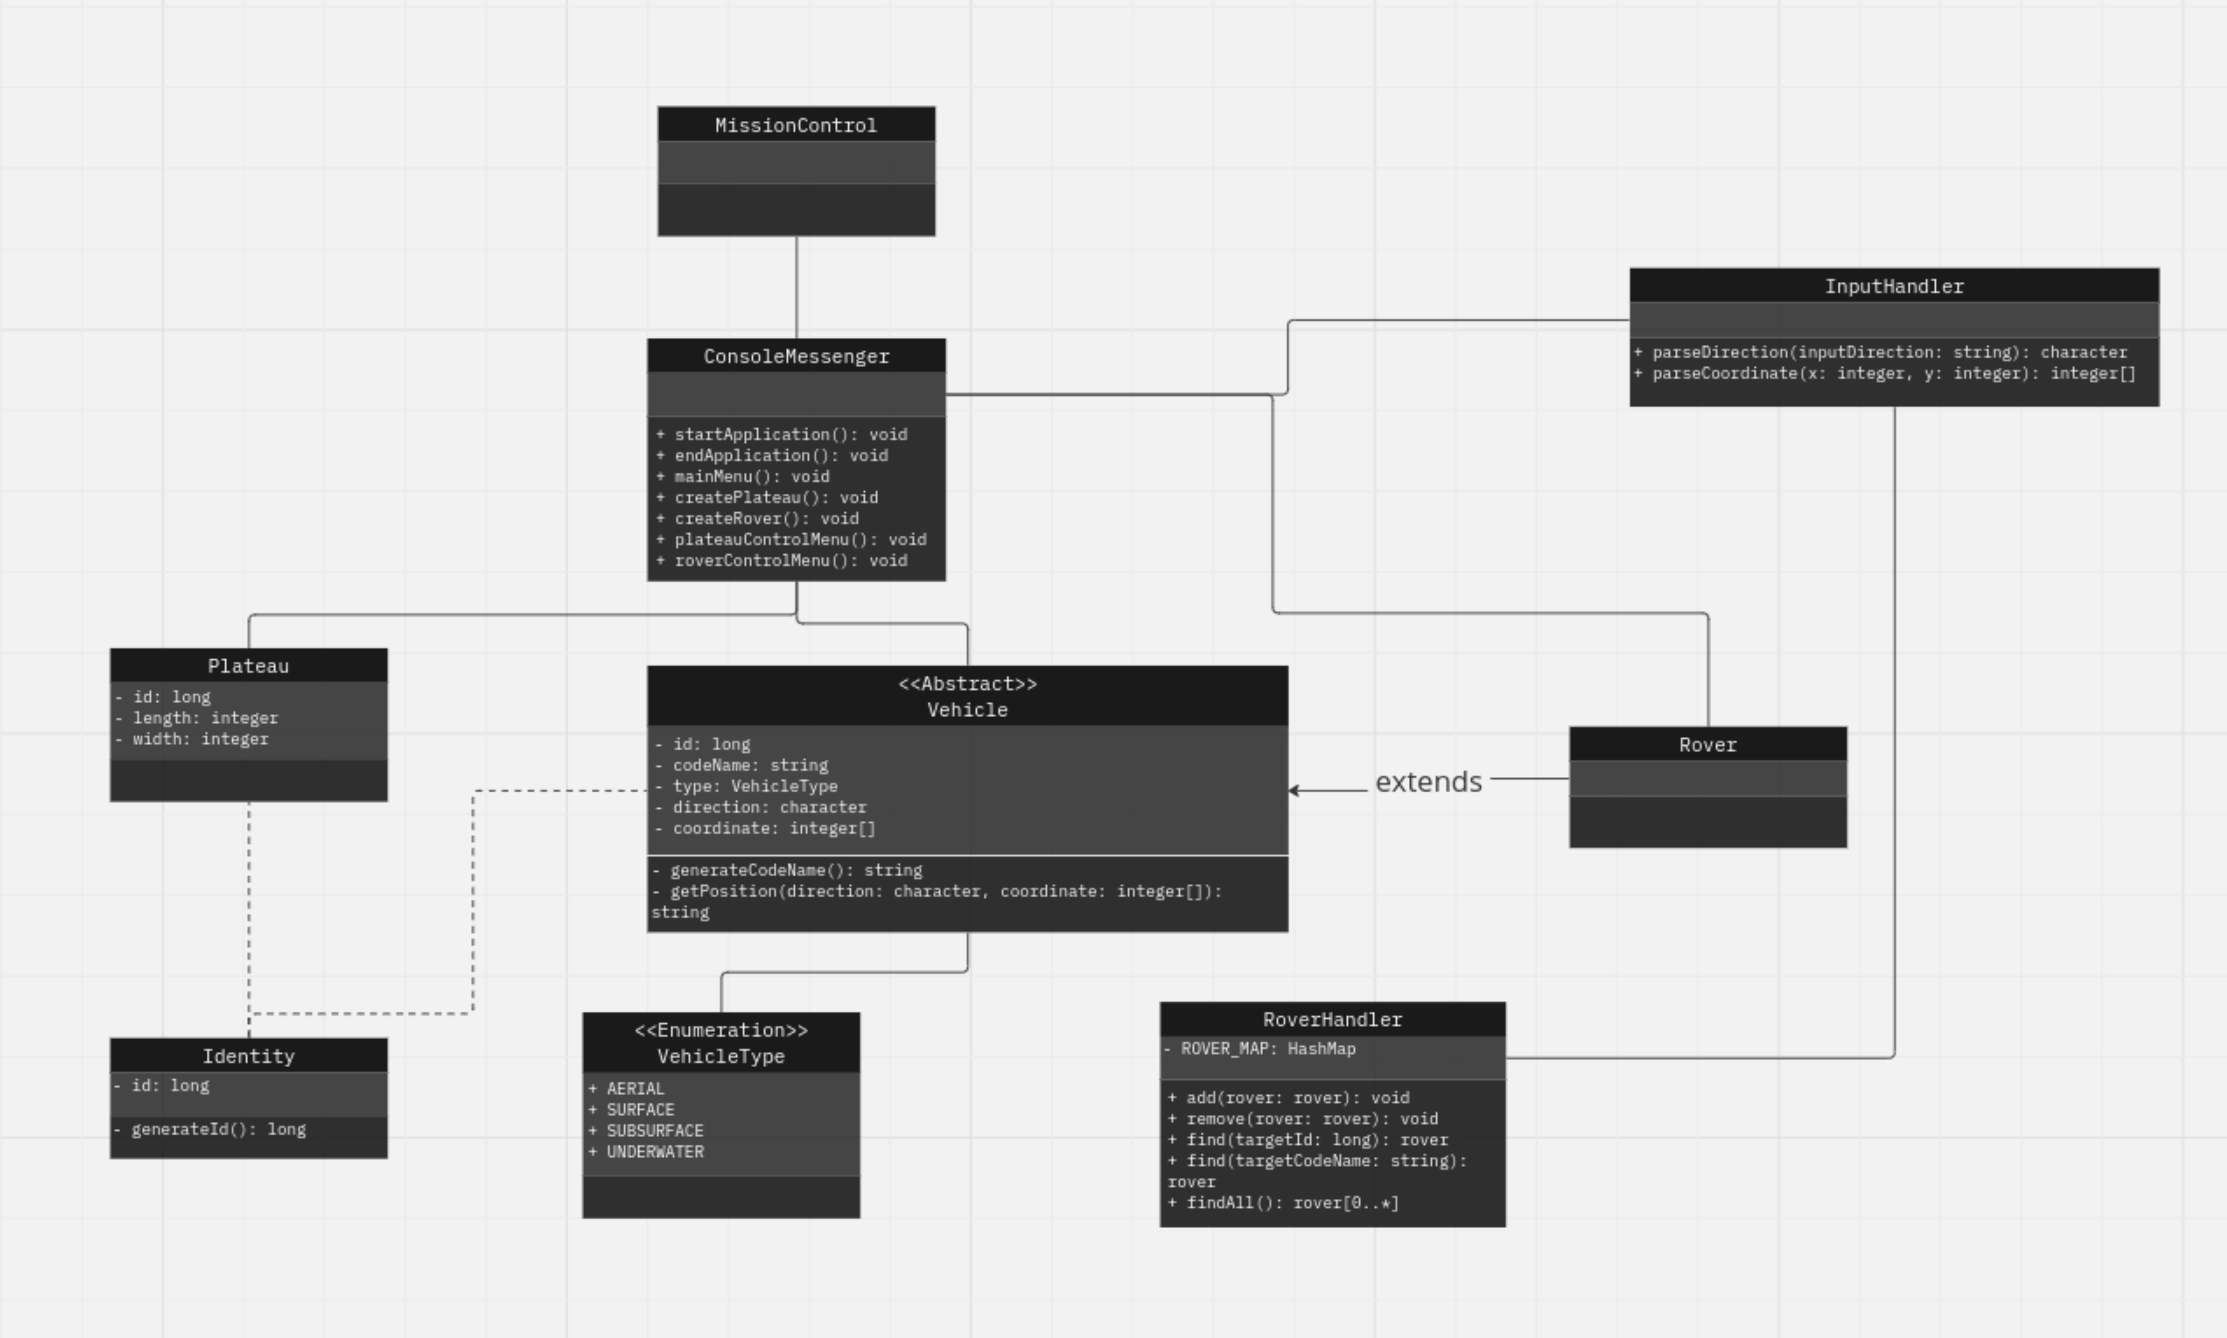 MissionControl
InputHandler
+ parseDirection(inputDirection: string): character
+ parseCoordinate(x: integer, y: integer): integer[]
ConsoleMessenger
+ startApplication(): void
+ endApplication(): void
+ mainMenu(): void
+ createPlateau(): void
+ createRover(): void
+ plateauControlMenu(): void
+ roverControlMenu(): void
Plateau
- id: long
- length: integer
- width: integer
<<Abstract>>
Vehicle
- id: long
- codeName: string
- type: VehicleType
- direction: character
- coordinate: integer[]
- generateCodeName(): string
- getPosition(direction: character, coordinate: integer[]):
string
extends
Rover
Identity
- id: long
- generateId(): long
<<Enumeration>>
VehicleType
+ AERIAL
+ SURFACE
+ SUBSURFACE
+ UNDERWATER
RoverHandler
- ROVER_MAP: HashMap
+ add(rover: rover): void
+ remove(rover: rover): void
+ find(targetId: long): rover
+ find(targetCodeName: string):
rover
+ findAll(): rover[0..*]